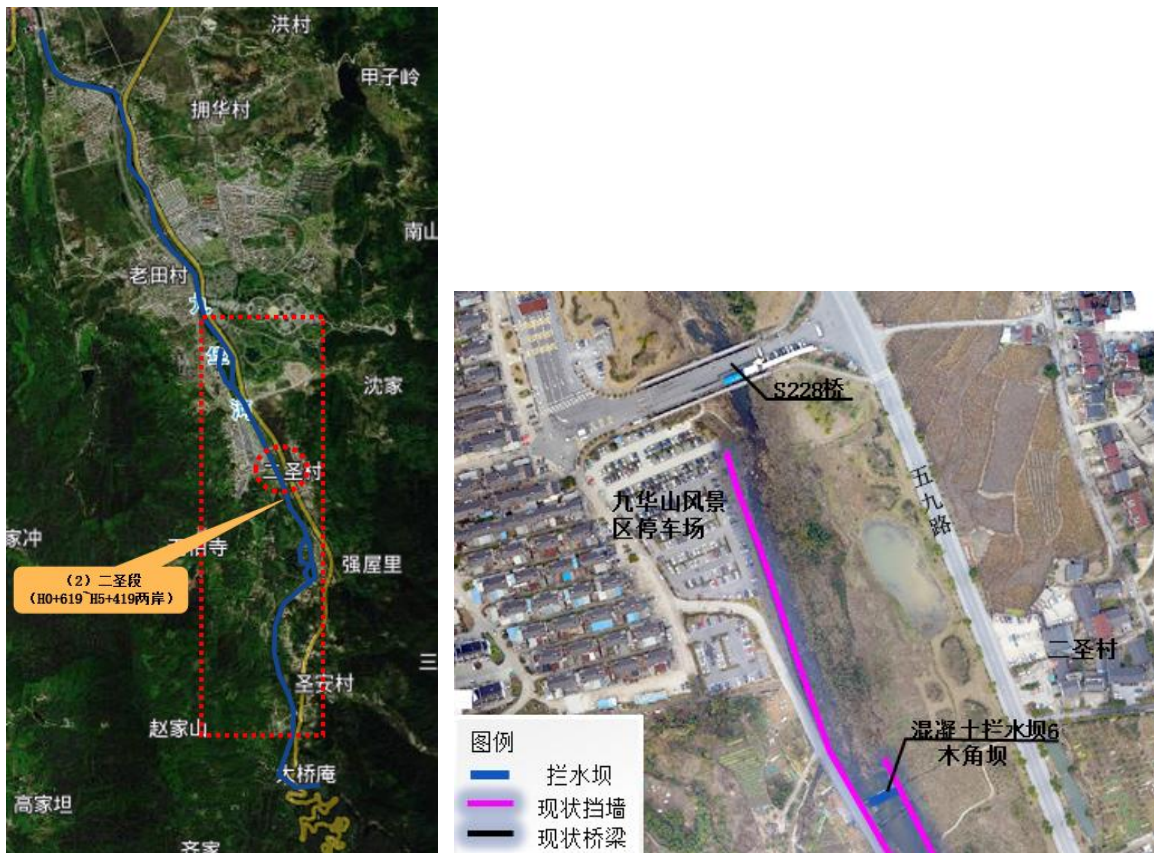 洪村
甲子岭
拥华村
南山
老田村
九
华
河
沈家
二圣村
家冲
强屋里
（2）二圣段
（H0+619~H5+419两岸）
圣安村
三
赵家山
大桥庵
高家坦
齐家
S228桥
五九路
九华山风景
区停车场
二圣村
混凝土拦水坝6
木角坝
图例
拦水坝
现状挡墙
现状桥梁